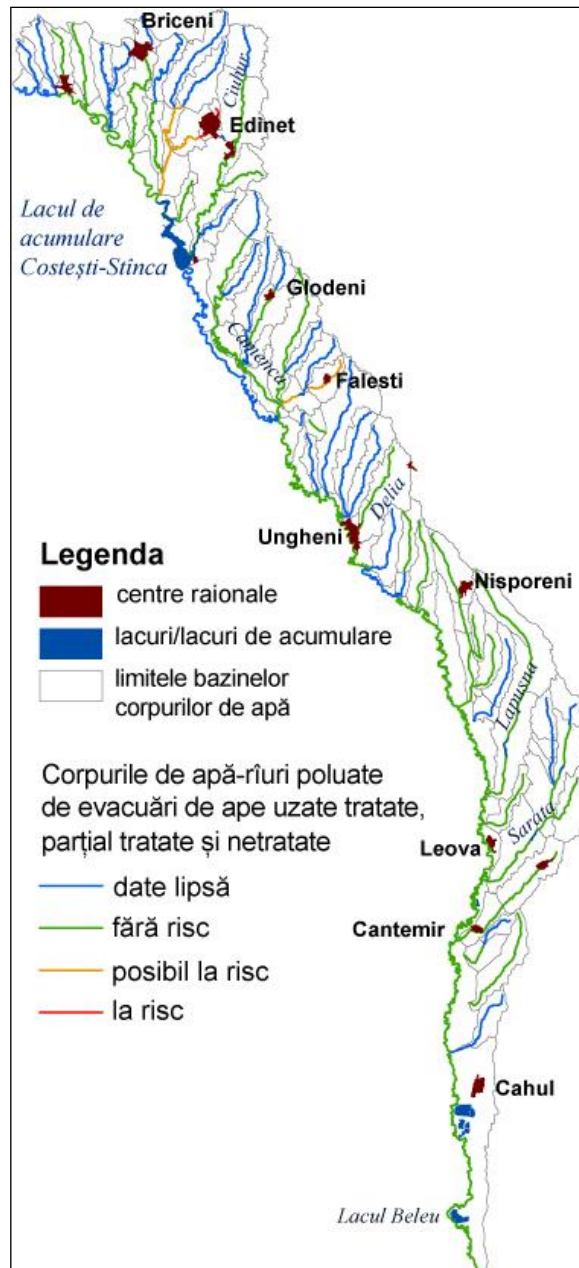 Briceni
Ciuhur
Edinet
Lacul de
acumulare
Costești-Stînca
Glodeni
Camenca
Falesti
Delia
Ungheni
Nisporeni
Lapusna
Sarata
Leova
Cantemir
Cahul
Lacul Beleu
Legenda
centre raionale
lacuri/lacuri de acumulare
limitele bazinelor
corpurilor de apă
Corpurile de apă-rîuri poluate
de evacuări de ape uzate tratate,
parțial tratate și netratate
date lipsă
fără risc
posibil la risc
la risc